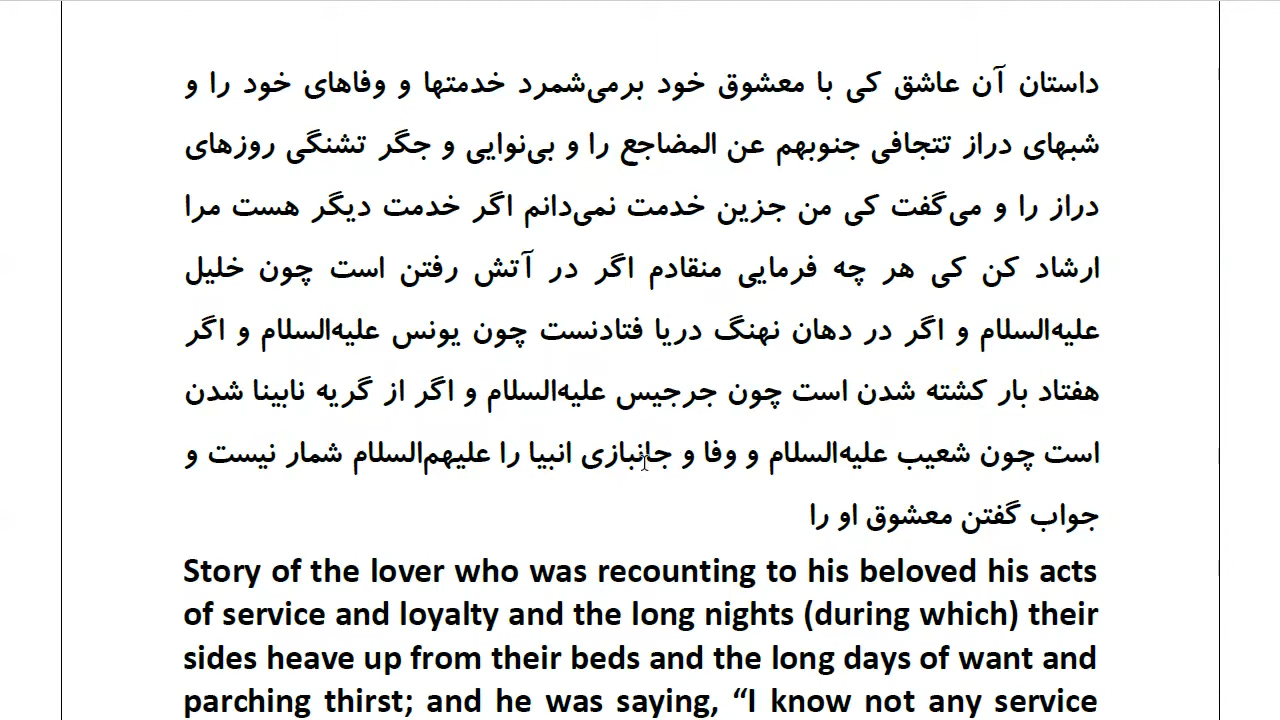 داستان آن عاشق کی با معشوق خود برمی‌شمرد خدمتها و وفاهای خود را و
شبهای دراز تتجافی جنوبهم عن المضاجع را و بی‌نوایی و جگر تشنگی روزهای
دراز را و می‌گفت کی من جزین خدمت نمی‌دانم اگر خدمت دیگر هست مرا
ارشاد کن کی هر چه فرمایی منقادم اگر در آتش رفتن است چون خلیل
علیه‌السلام و اگر در دهان نهنگ دریا فتادنست چون یونس علیه‌السلام و اگر
هفتاد بار کشته شدن است چون جرجیس علیه‌السلام و اگر از گریه نابینا شدن
است چون شعیب علیه‌السلام و وفا و جانبازی انبیا را علیهم‌السلام شمار نیست و
جواب گفتن معشوق او را
Story of the lover who was recounting to his beloved his acts
of service and loyalty and the long nights (during which) their
sides heave up from their beds and the long days of want and
parching thirst; and he was saying, “I know not any service